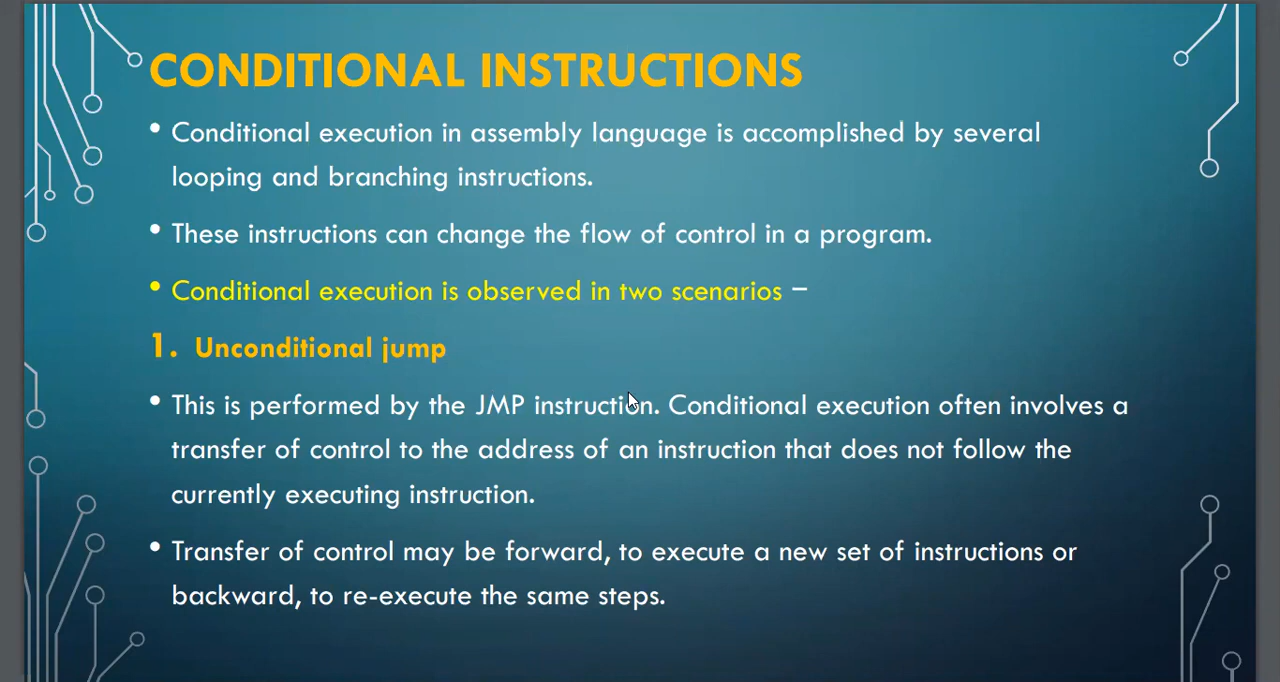 CONDITIONAL INSTRUCTIONS
• Conditional execution in assembly language is accomplished by several
looping and branching instructions.
• These instructions can change the flow of control in a program.
• Conditional execution is observed in two scenarios –
1. Unconditional jump
• This is performed by the JMP instruction. Conditional execution often involves a
transfer of control to the address of an instruction that does not follow the
currently executing instruction.
• Transfer of control may be forward, to execute a new set of instructions or
backward, to re-execute the same steps.